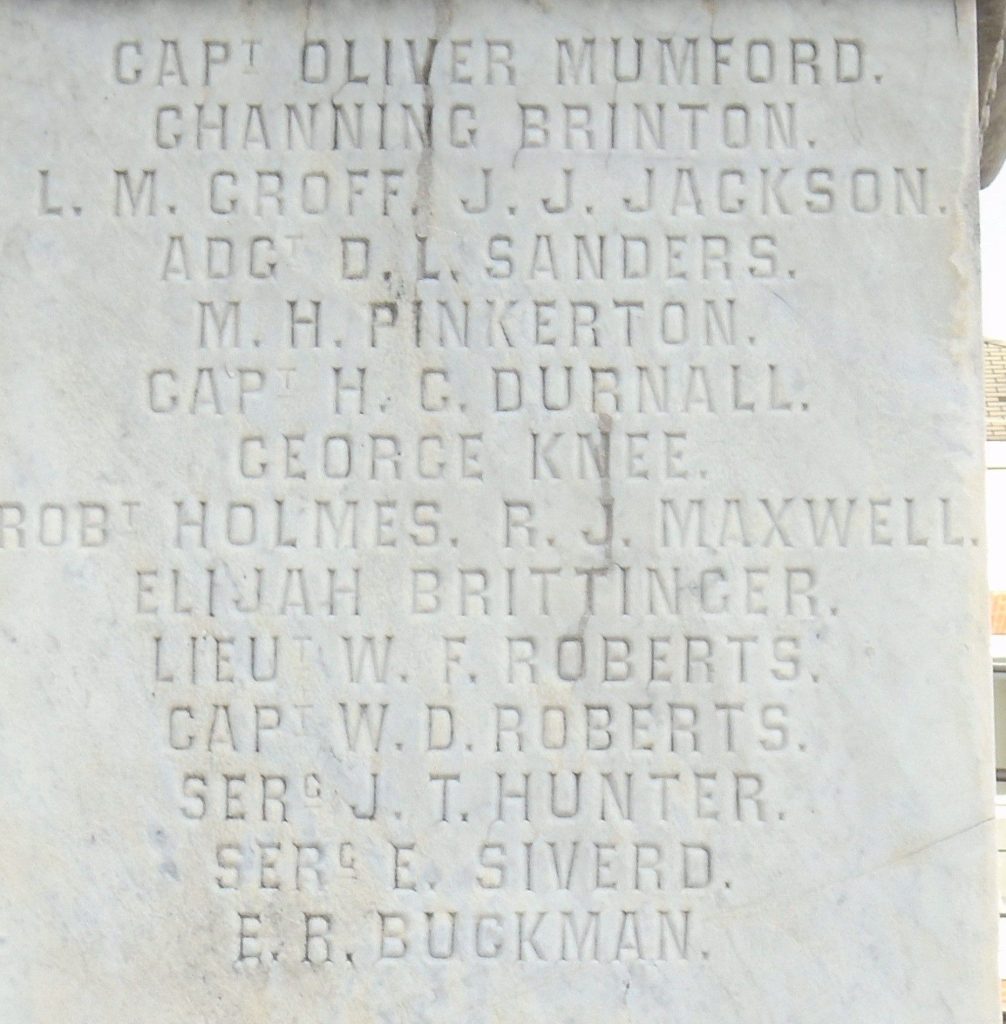 CAPT OLIVER MUMFORD.
CHANNING BRINTON.
L. M. GROFF. J. J. JACKSON.
ADGT D. L. SANDERS.
M. H. PINKERTON.
CAPT H. C. DURNALL.
GEORGE KNEE.
ROBT HOLMES. R. J. MAXWELL.
ELIJAH BRITTINGER.
LIEUT W. F. ROBERTS.
CAPT W. D. ROBERTS.
SERG J. T. HUNTER.
SERG E. SIVERD.
E. R. BUCKMAN.